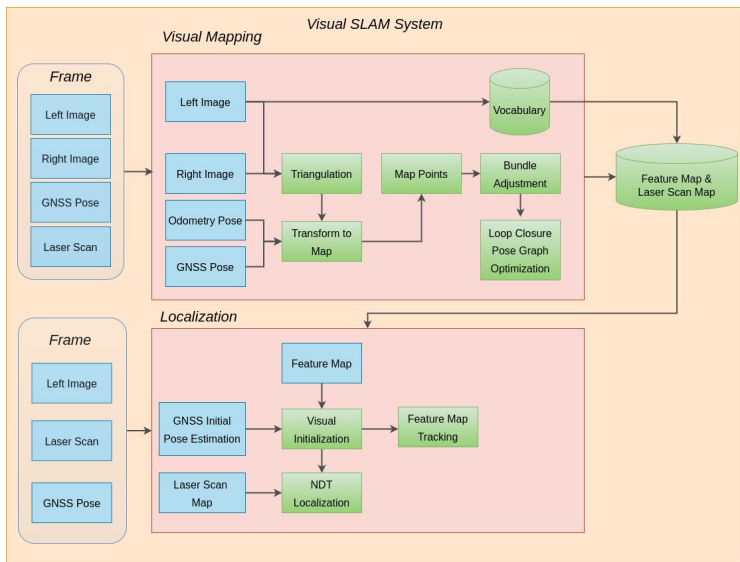 Visual SLAM System
Visual Mapping
Frame
Left Image
Right Image
GNSS Pose
Laser Scan
Left Image
Vocabulary
Right Image
Triangulation
Map Points
Bundle
Adjustment
Odometry Pose
GNSS Pose
Transform to
Map
Loop Closure
Pose Graph
Optimization
Feature Map &
Laser Scan Map
Localization
Frame
Left Image
Laser Scan
GNSS Pose
Feature Map
GNSS Initial
Pose Estimation
Visual
Initialization
Feature Map
Tracking
Laser Scan
Map
NDT
Localization